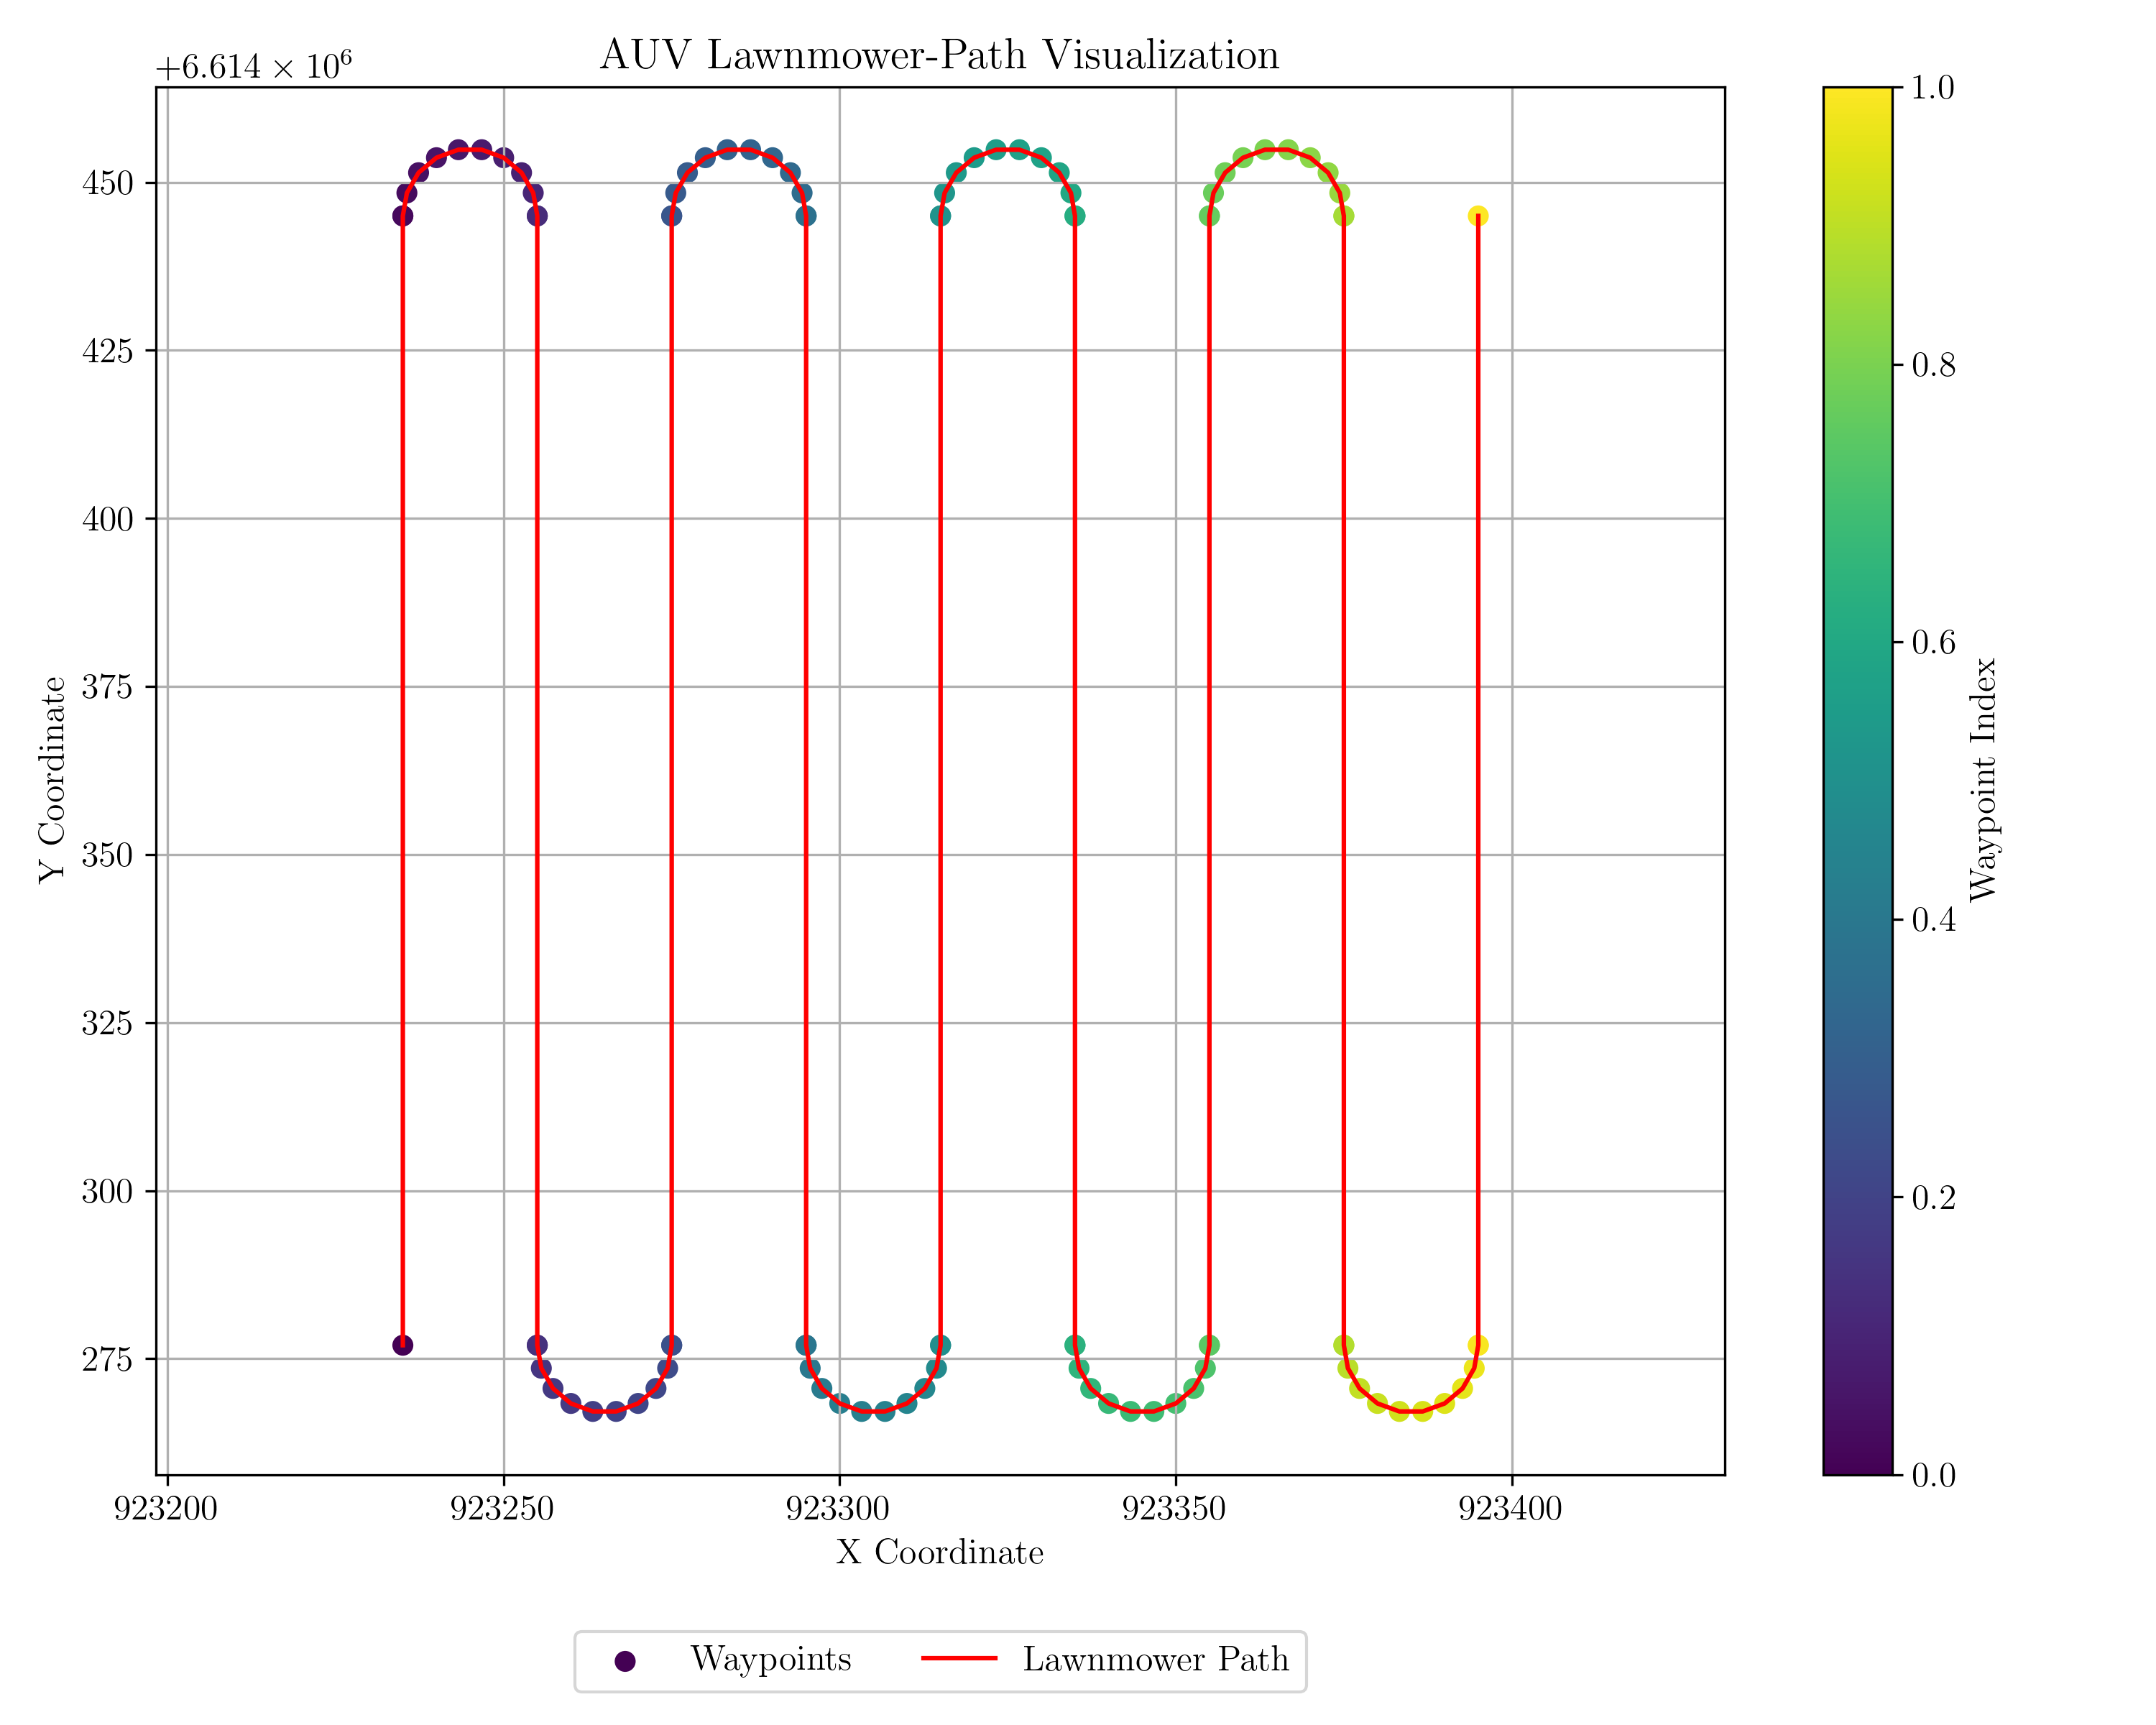 AUV Lawnmower-Path Visualization
+6.614 × 10⁶
450
425
400
375
350
325
300
275
Y Coordinate
923200 923250 923300 923350 923400
X Coordinate
1.0
0.8
0.6
0.4
0.2
0.0
Waypoint Index
Waypoints Lawnmower Path